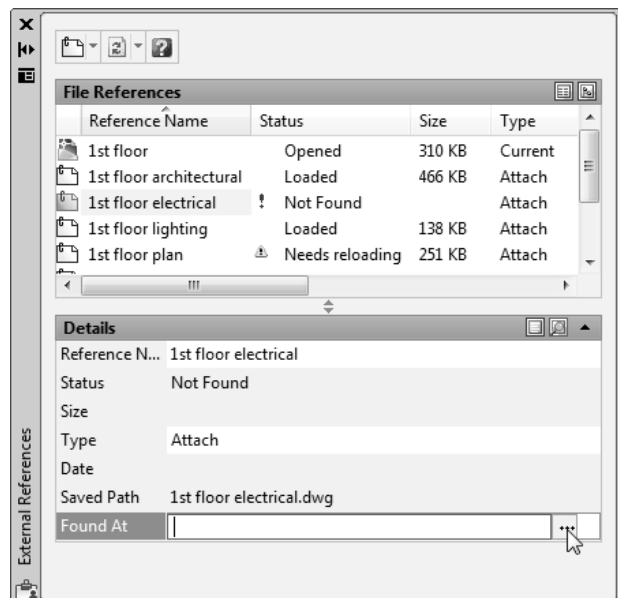 File References
Reference Name Status Size Type
1st floor Opened 310 KB Current
1st floor architectural Loaded 466 KB Attach
1st floor electrical ! Not Found Attach
1st floor lighting Loaded 138 KB Attach
1st floor plan Needs reloading 251 KB Attach
Details
Reference N... 1st floor electrical
Status Not Found
Size
Type Attach
Date
Saved Path 1st floor electrical.dwg
Found At ...
External References